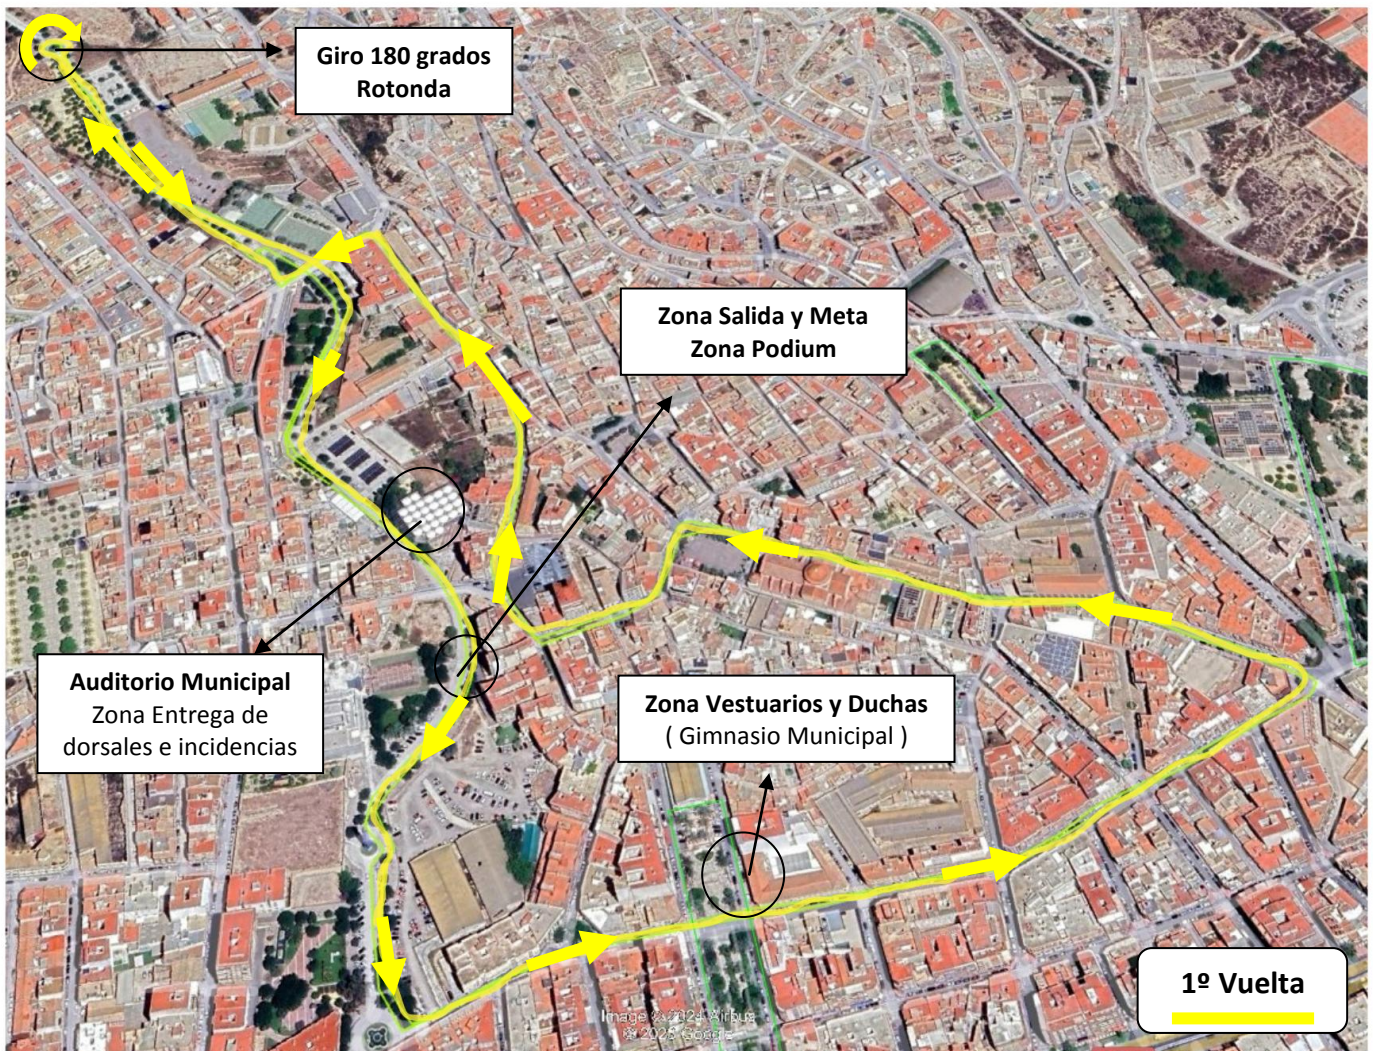 Giro 180 grados
Rotonda
Zona Salida y Meta
Zona Podium
Auditorio Municipal
Zona Entrega de
dorsales e incidencias
Zona Vestuarios y Duchas
( Gimnasio Municipal )
1º Vuelta
Image © 2024 Airbus
© 2025 Google